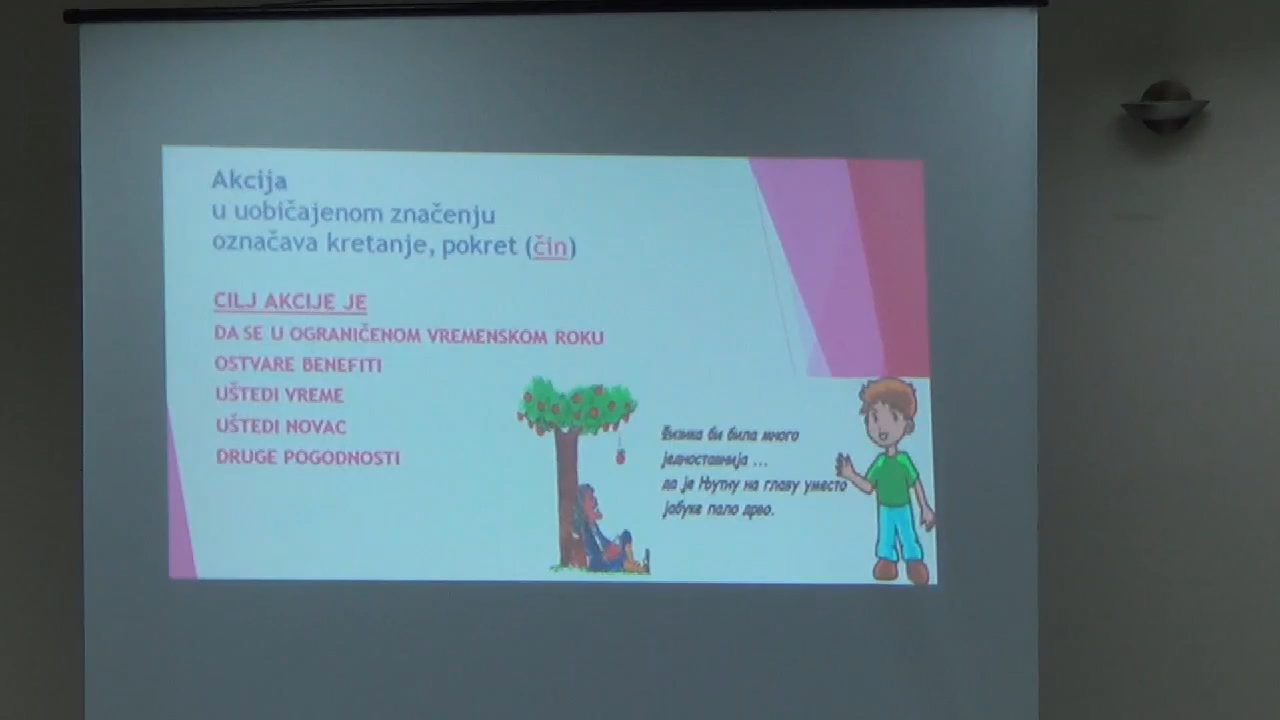 Akcija
u uobičajenom značenju
označava kretanje, pokret (čin)
CILJ AKCIJE JE
DA SE U OGRANIČENOM VREMENSKOM ROKU
OSTVARE BENEFITI
UŠTEDI VREME
UŠTEDI NOVAC
DRUGE POGODNOSTI
Физика би била много
једноставнија ...
да је Њутну на главу уместо
јабуке пало дрво.